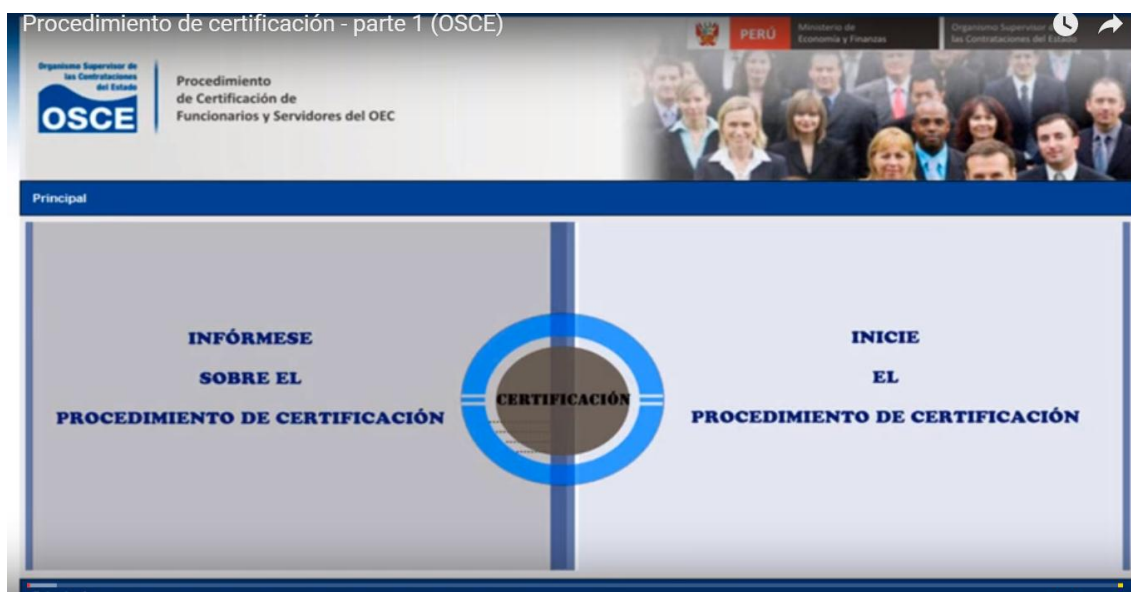 Procedimiento de certificación - parte 1 (OSCE)
PERÚ
Ministerio de
Economía y Finanzas
Organismo Supervisor de
las Contrataciones del Estado
Organismo Supervisor de
las Contrataciones
del Estado
OSCE
Procedimiento
de Certificación de
Funcionarios y Servidores del OEC
Principal
INFÓRMESE
SOBRE EL
PROCEDIMIENTO DE CERTIFICACIÓN
CERTIFICACIÓN
INICIE
EL
PROCEDIMIENTO DE CERTIFICACIÓN